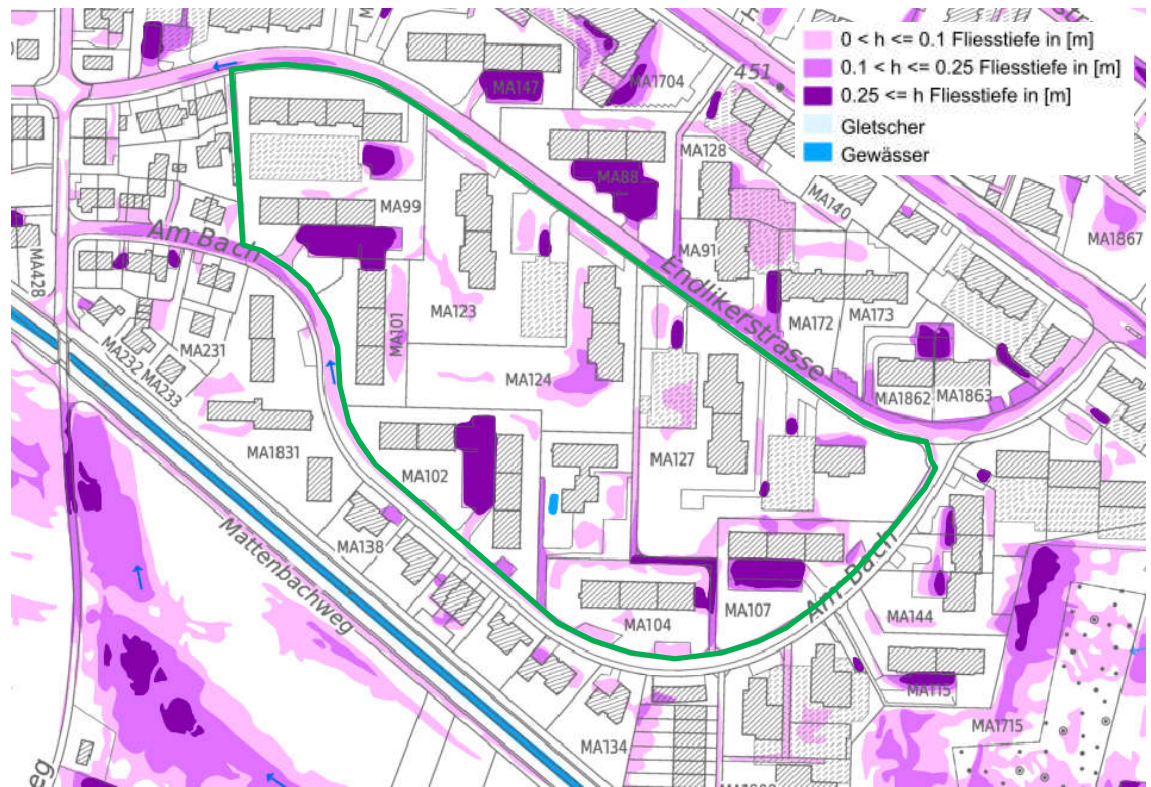 0 < h <= 0.1 Fliesstiefe in [m]
0.1 < h <= 0.25 Fliesstiefe in [m]
0.25 <= h Fliesstiefe in [m]
Gletscher
Gewässer
451
MA1704
MA147
MA128
MA88
MA140
MA99
Am Bach
MA91
MA1867
MA428
Endlikerstrasse
MA123
MA101
MA172
MA173
MA231
MA232
MA233
MA124
MA1862
MA1863
MA1831
MA102
MA127
MA138
Mattenbachweg
Am Bach
MA107
MA104
MA144
MA115
MA1715
MA134
eg